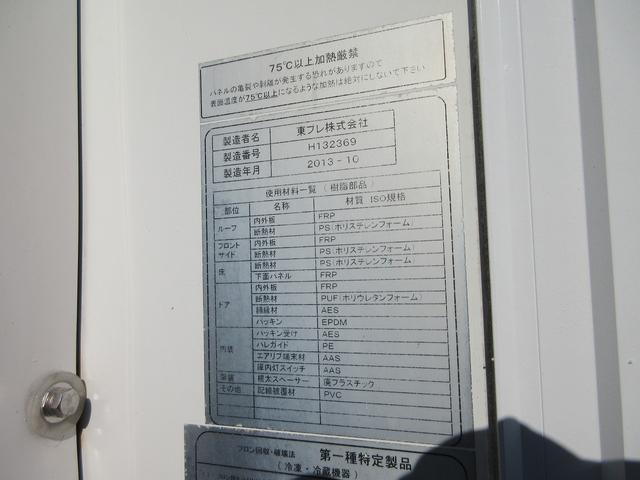 75℃以上加熱厳禁
パネルの亀裂や剥離が発生する恐れがありますので
表面温度が75℃以上になるような加熱は絶対にしないで下さい
製造者名 東プレ株式会社
製造番号 H132369
製造年月 2013-10
使用材料一覧(樹脂部品)
部位 名称 材質 ISO規格
ルーフ 内外板 FRP
断熱材 PS(ポリスチレンフォーム)
フロント サイド 内外板 FRP
断熱材 PS(ポリスチレンフォーム)
床 断熱材 PS(ポリスチレンフォーム)
下面パネル FRP
ドア 内外板 FRP
断熱材 PUF(ポリウレタンフォーム)
AES
パッキン EPDM
内装 パッキン受け AES
ハレガイド PE
エアリブ端末材 AAS
庫内灯スイッチ AAS
根太スペーサー 廃プラスチック
その他 配線被覆材 PVC
フロン回収・破壊法 第一種特定製品
(冷凍・冷蔵機器)